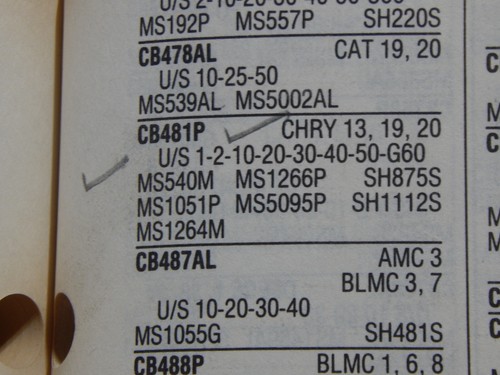 MS192P MS557P SH220S
CB478AL CAT 19, 20
U/S 10-25-50
MS539AL MS5002AL
CB481P CHRY 13, 19, 20
U/S 1-2-10-20-30-40-50-G60
MS540M MS1266P SH875S
MS1051P MS5095P SH1112S
MS1264M
CB487AL AMC 3
BLMC 3, 7
U/S 10-20-30-40
MS1055G SH481S
CB488P BLMC 1, 6, 8